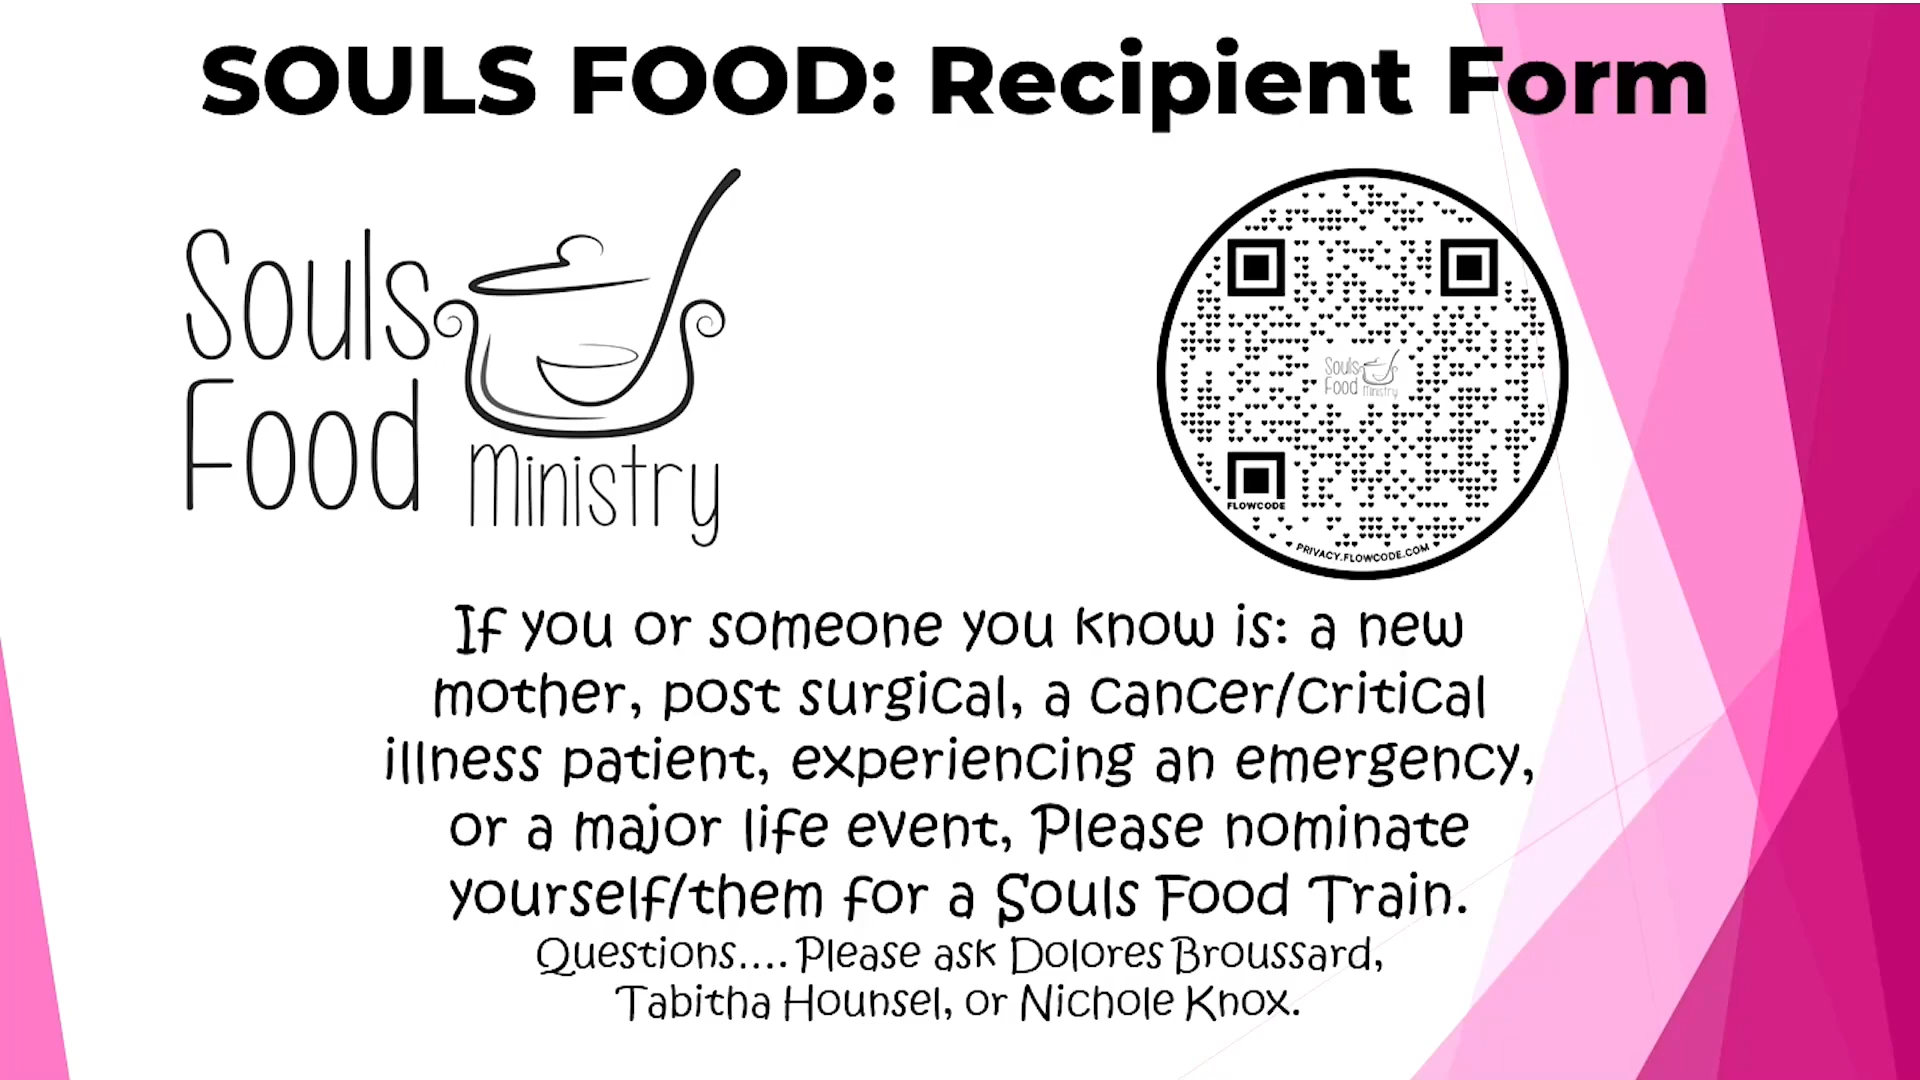 SOULS FOOD: Recipient Form
Souls
Food
Ministry
Souls
Food Ministry
FLOWCODE
PRIVACY.FLOWCODE.COM
If you or someone you know is: a new
mother, post surgical, a cancer/critical
illness patient, experiencing an emergency,
or a major life event, Please nominate
yourself/them for a Souls Food Train.
Questions.... Please ask Dolores Broussard,
Tabitha Hounsel, or Nichole Knox.